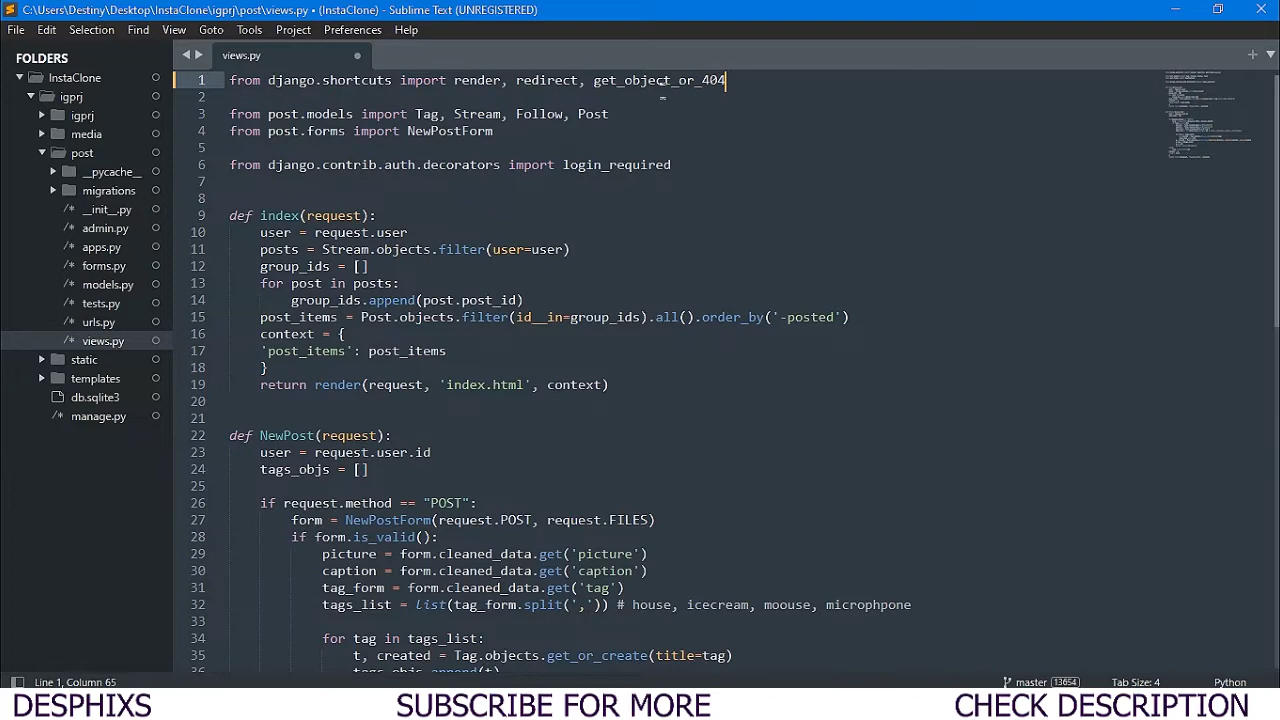 C:\Users\Destiny\Desktop\InstaClone\igprj\post\views.py • (InstaClone) - Sublime Text (UNREGISTERED)
File Edit Selection Find View Goto Tools Project Preferences Help
FOLDERS
InstaClone
igprj
igprj
media
post
__pycache__
migrations
__init__.py
admin.py
apps.py
forms.py
models.py
tests.py
urls.py
views.py
static
templates
db.sqlite3
manage.py
views.py
1 from django.shortcuts import render, redirect, get_object_or_404
2
3 from post.models import Tag, Stream, Follow, Post
4 from post.forms import NewPostForm
5
6 from django.contrib.auth.decorators import login_required
7
8
9 def index(request):
10 user = request.user
11 posts = Stream.objects.filter(user=user)
12 group_ids = []
13 for post in posts:
14 group_ids.append(post.post_id)
15 post_items = Post.objects.filter(id__in=group_ids).all().order_by('-posted')
16 context = {
17 'post_items': post_items
18 }
19 return render(request, 'index.html', context)
20
21
22 def NewPost(request):
23 user = request.user.id
24 tags_objs = []
25
26 if request.method == "POST":
27 form = NewPostForm(request.POST, request.FILES)
28 if form.is_valid():
29 picture = form.cleaned_data.get('picture')
30 caption = form.cleaned_data.get('caption')
31 tag_form = form.cleaned_data.get('tag')
32 tags_list = list(tag_form.split(',')) # house, icecream, moouse, microphpone
33
34 for tag in tags_list:
35 t, created = Tag.objects.get_or_create(title=tag)
36 tags_objs.append(t)
Line 1, Column 65 master 13654 Tab Size: 4 Python
DESPHIXS SUBSCRIBE FOR MORE CHECK DESCRIPTION